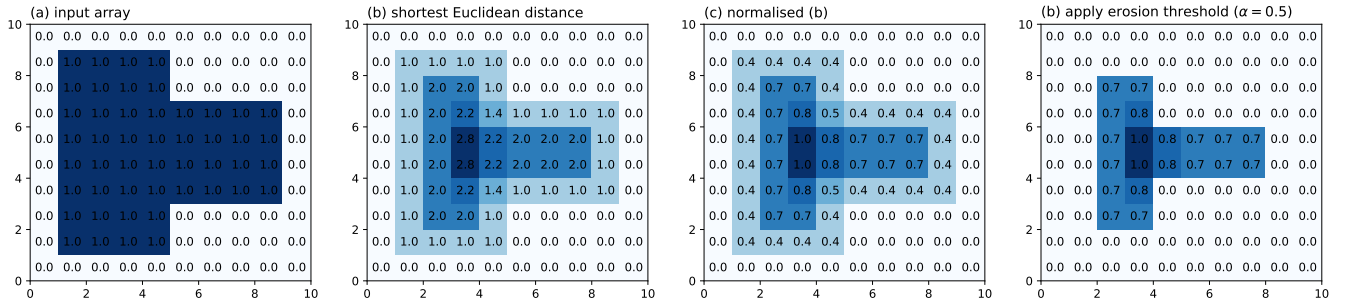 (a) input array
10
0.0 0.0 0.0 0.0 0.0 0.0 0.0 0.0 0.0 0.0
0.0 1.0 1.0 1.0 1.0 0.0 0.0 0.0 0.0 0.0
8
0.0 1.0 1.0 1.0 1.0 0.0 0.0 0.0 0.0 0.0
0.0 1.0 1.0 1.0 1.0 1.0 1.0 1.0 1.0 0.0
6
0.0 1.0 1.0 1.0 1.0 1.0 1.0 1.0 1.0 0.0
0.0 1.0 1.0 1.0 1.0 1.0 1.0 1.0 1.0 0.0
4
0.0 1.0 1.0 1.0 1.0 1.0 1.0 1.0 1.0 0.0
0.0 1.0 1.0 1.0 1.0 0.0 0.0 0.0 0.0 0.0
2
0.0 1.0 1.0 1.0 1.0 0.0 0.0 0.0 0.0 0.0
0.0 0.0 0.0 0.0 0.0 0.0 0.0 0.0 0.0 0.0
0
0 2 4 6 8 10
(b) shortest Euclidean distance
10
0.0 0.0 0.0 0.0 0.0 0.0 0.0 0.0 0.0 0.0
0.0 1.0 1.0 1.0 1.0 0.0 0.0 0.0 0.0 0.0
8
0.0 1.0 2.0 2.0 1.0 0.0 0.0 0.0 0.0 0.0
0.0 1.0 2.0 2.2 1.4 1.0 1.0 1.0 1.0 0.0
6
0.0 1.0 2.0 2.8 2.2 2.0 2.0 2.0 1.0 0.0
0.0 1.0 2.0 2.8 2.2 2.0 2.0 2.0 1.0 0.0
4
0.0 1.0 2.0 2.2 1.4 1.0 1.0 1.0 1.0 0.0
0.0 1.0 2.0 2.0 1.0 0.0 0.0 0.0 0.0 0.0
2
0.0 1.0 1.0 1.0 1.0 0.0 0.0 0.0 0.0 0.0
0.0 0.0 0.0 0.0 0.0 0.0 0.0 0.0 0.0 0.0
0
0 2 4 6 8 10
(c) normalised (b)
10
0.0 0.0 0.0 0.0 0.0 0.0 0.0 0.0 0.0 0.0
0.0 0.4 0.4 0.4 0.4 0.0 0.0 0.0 0.0 0.0
8
0.0 0.4 0.7 0.7 0.4 0.0 0.0 0.0 0.0 0.0
0.0 0.4 0.7 0.8 0.5 0.4 0.4 0.4 0.4 0.0
6
0.0 0.4 0.7 1.0 0.8 0.7 0.7 0.7 0.4 0.0
0.0 0.4 0.7 1.0 0.8 0.7 0.7 0.7 0.4 0.0
4
0.0 0.4 0.7 0.8 0.5 0.4 0.4 0.4 0.4 0.0
0.0 0.4 0.7 0.7 0.4 0.0 0.0 0.0 0.0 0.0
2
0.0 0.4 0.4 0.4 0.4 0.0 0.0 0.0 0.0 0.0
0.0 0.0 0.0 0.0 0.0 0.0 0.0 0.0 0.0 0.0
0
0 2 4 6 8 10
(b) apply erosion threshold (α = 0.5)
10
0.0 0.0 0.0 0.0 0.0 0.0 0.0 0.0 0.0 0.0
0.0 0.0 0.0 0.0 0.0 0.0 0.0 0.0 0.0 0.0
8
0.0 0.0 0.7 0.7 0.0 0.0 0.0 0.0 0.0 0.0
0.0 0.0 0.7 0.8 0.0 0.0 0.0 0.0 0.0 0.0
6
0.0 0.0 0.7 1.0 0.8 0.7 0.7 0.7 0.0 0.0
0.0 0.0 0.7 1.0 0.8 0.7 0.7 0.7 0.0 0.0
4
0.0 0.0 0.7 0.8 0.0 0.0 0.0 0.0 0.0 0.0
0.0 0.0 0.7 0.7 0.0 0.0 0.0 0.0 0.0 0.0
2
0.0 0.0 0.0 0.0 0.0 0.0 0.0 0.0 0.0 0.0
0.0 0.0 0.0 0.0 0.0 0.0 0.0 0.0 0.0 0.0
0
0 2 4 6 8 10